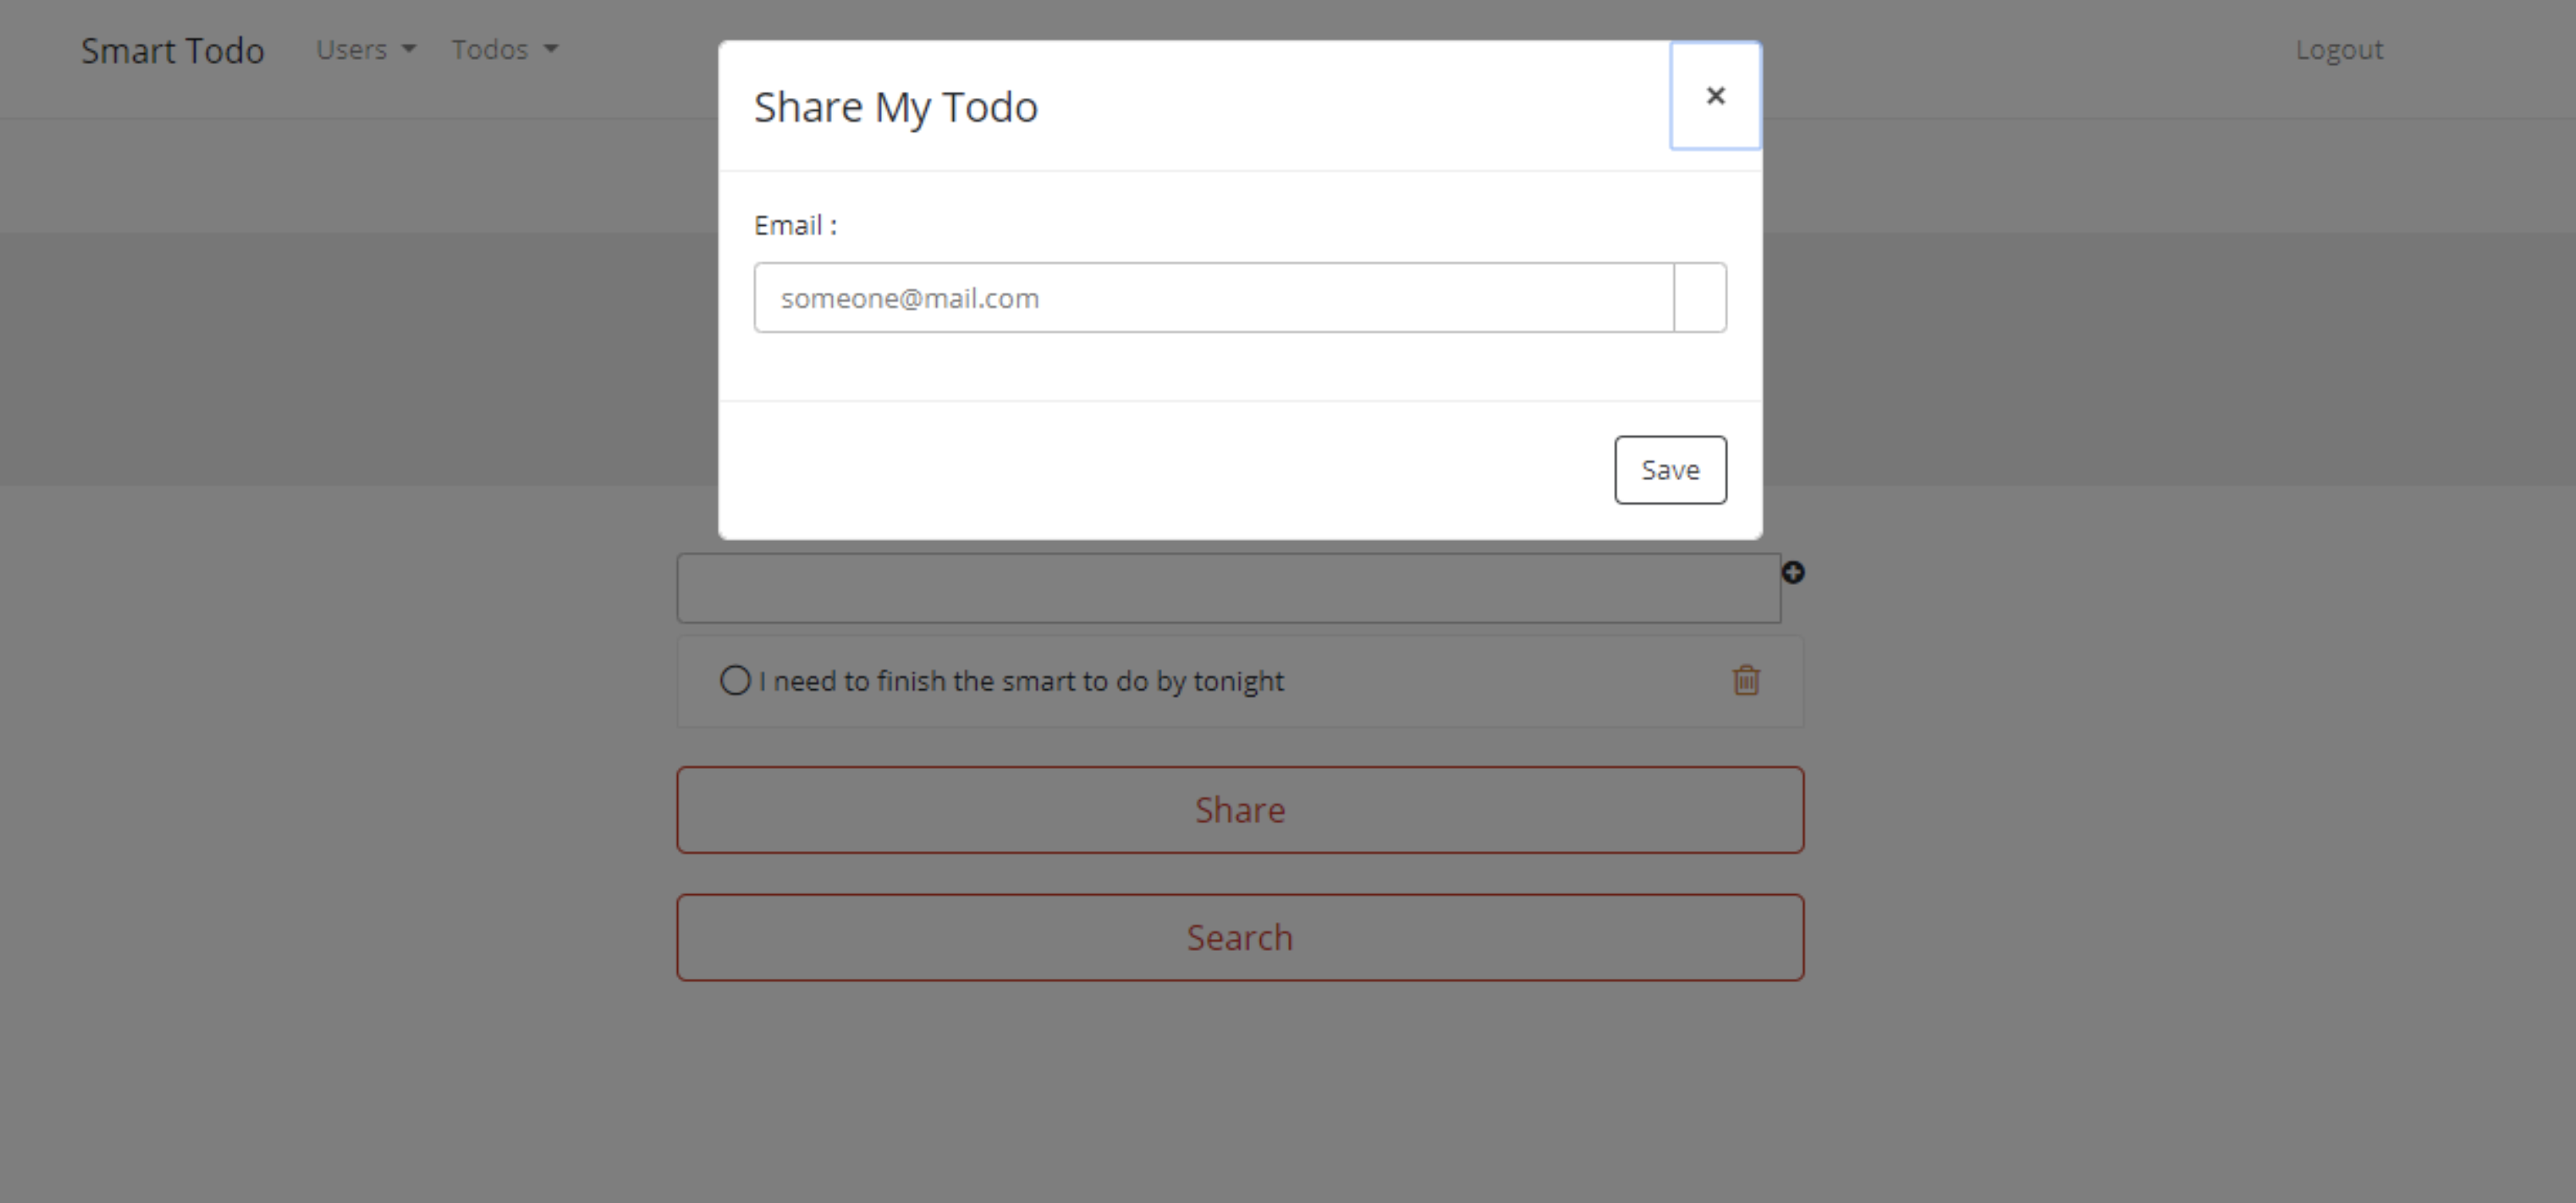 Smart Todo Users Todos Logout
Share My Todo ×
Email :
someone@mail.com
Save
I need to finish the smart to do by tonight
Share
Search